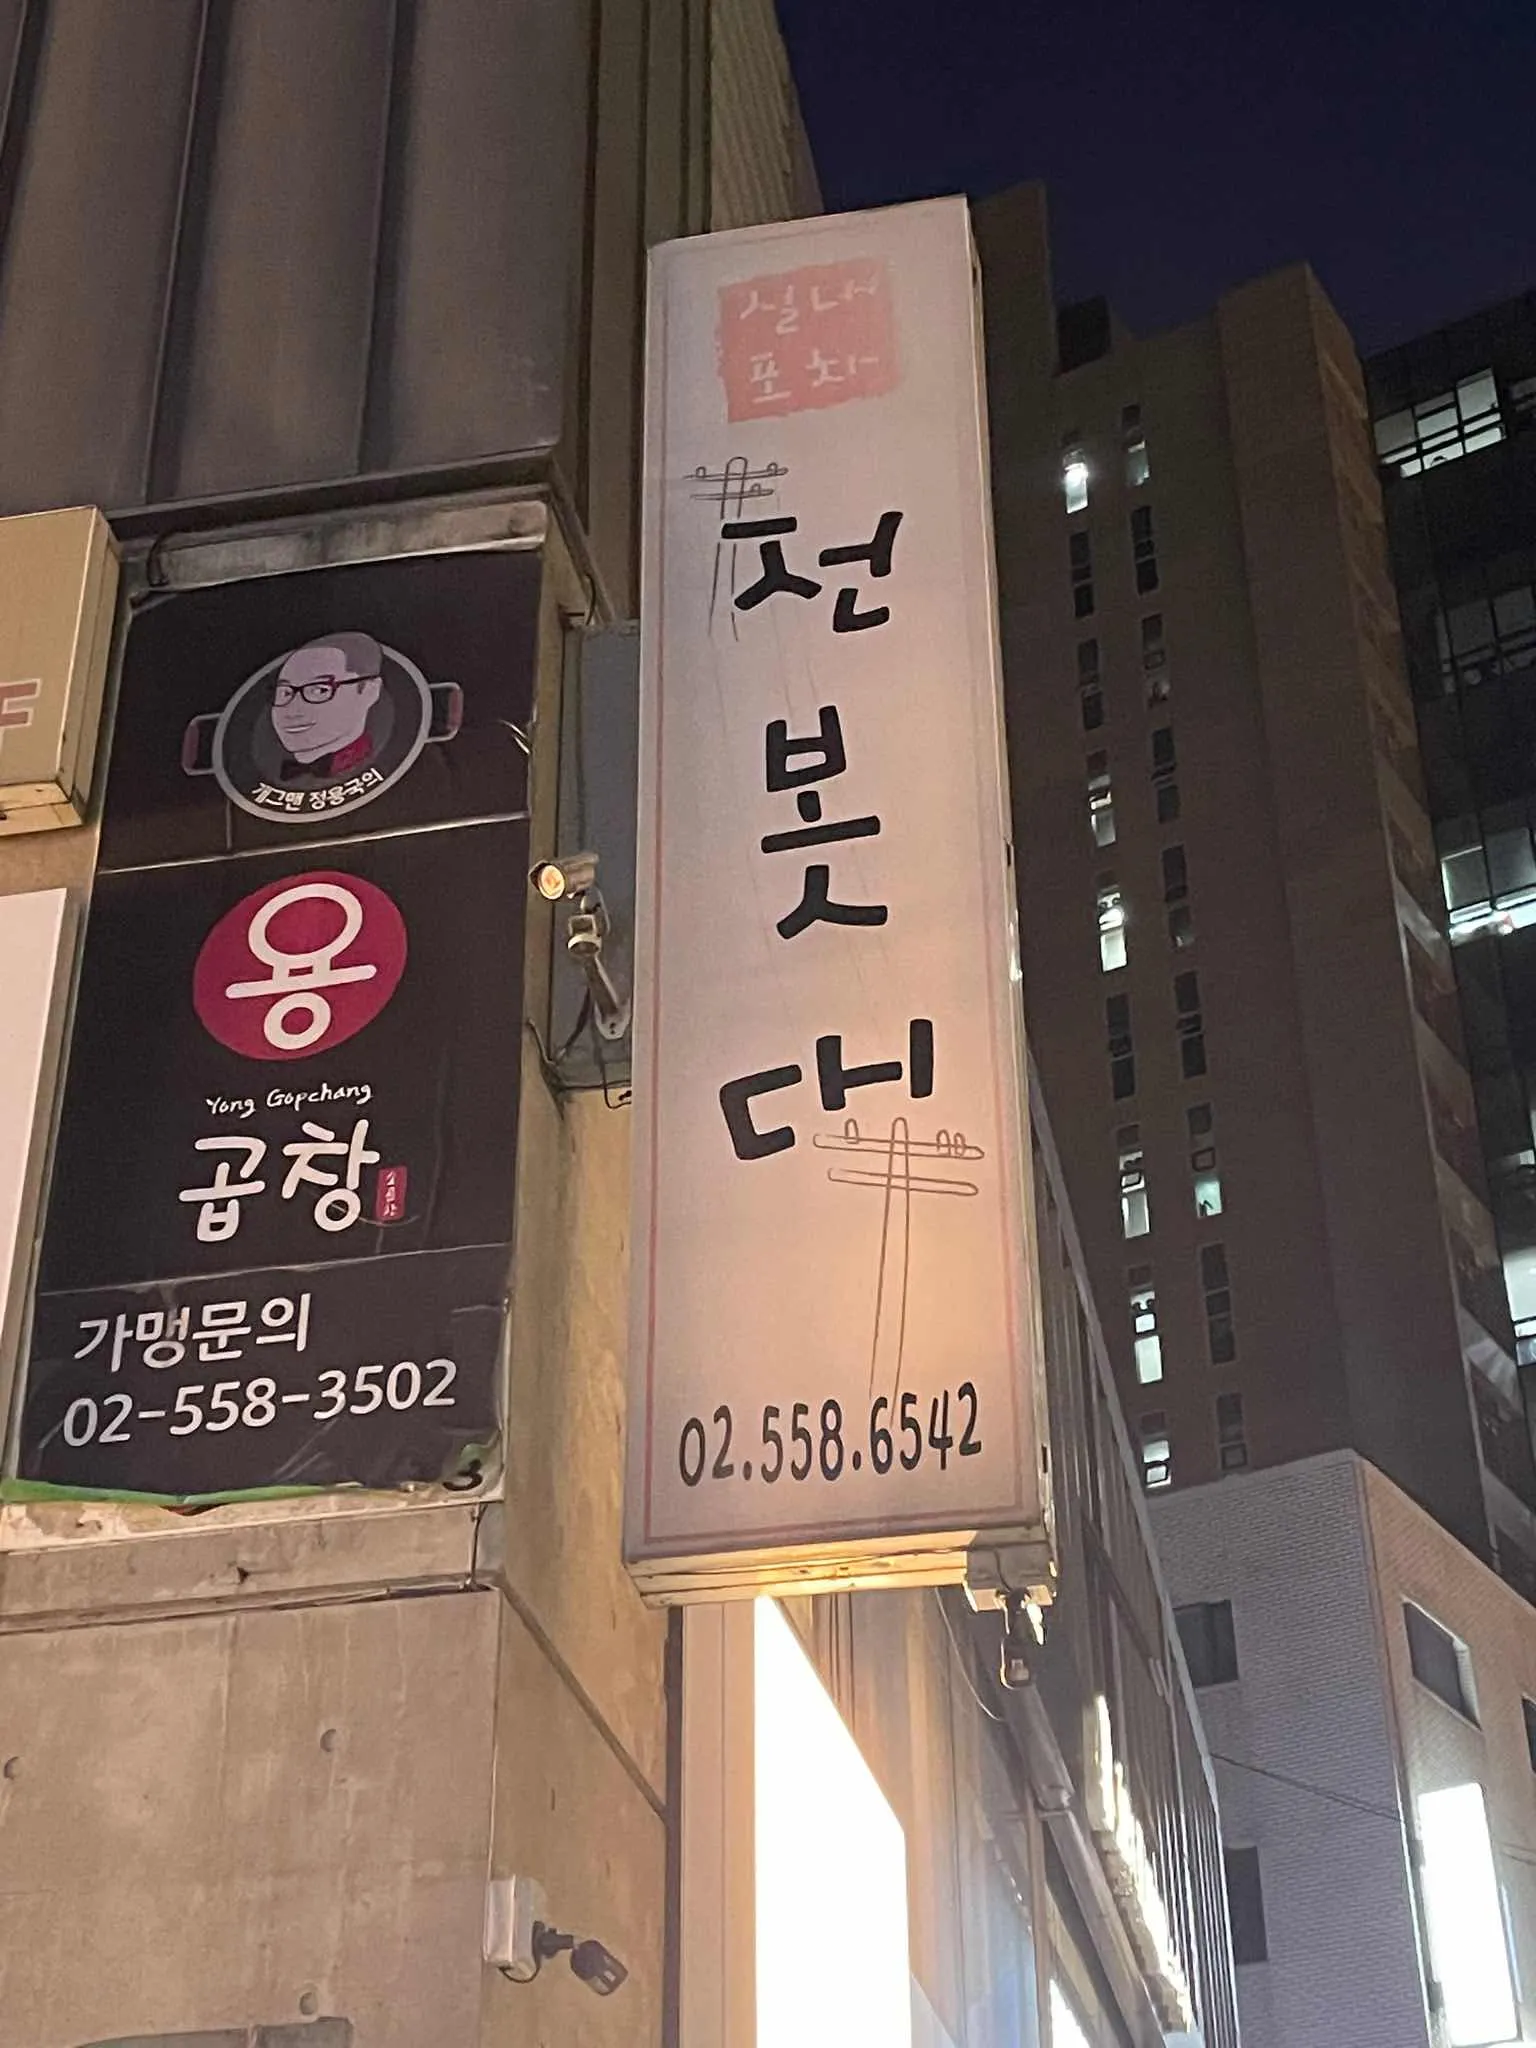 개그맨 정용국의
용
Yong Gopchang
곱창
가맹문의
02-558-3502
실내
포차
전
봇
대
02.558.6542